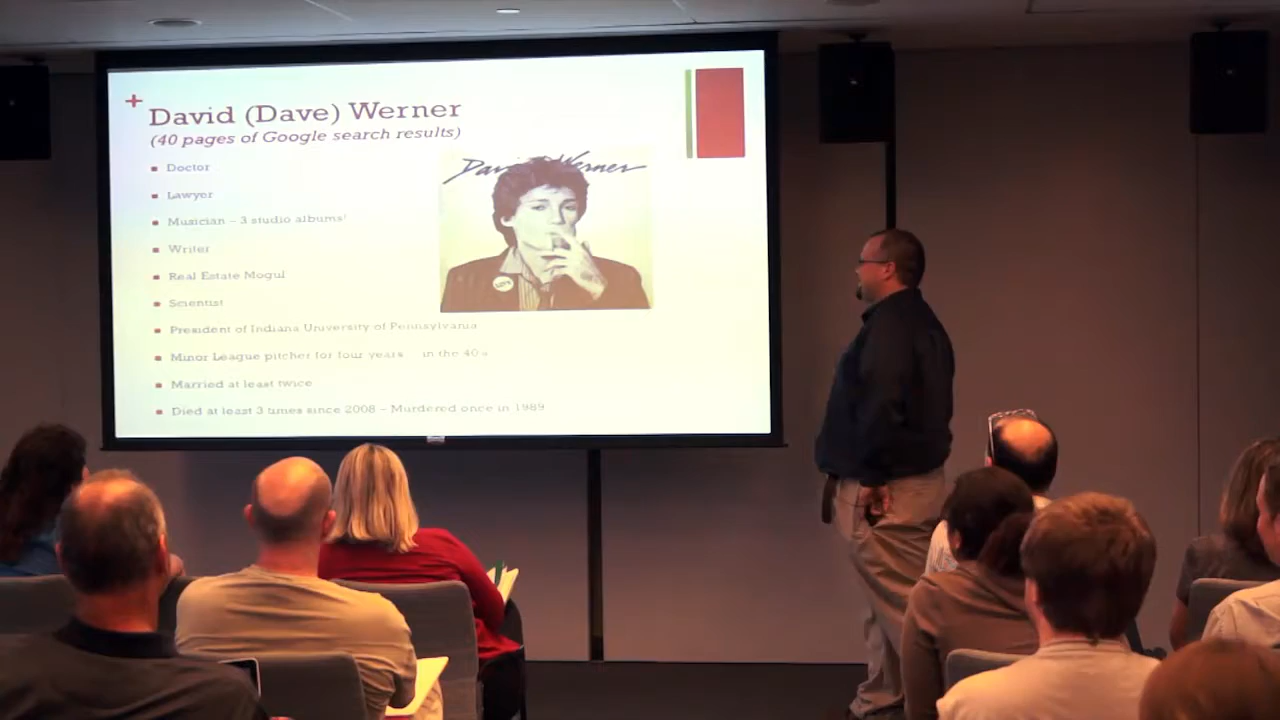 David (Dave) Werner
(40 pages of Google search results)
David Werner
Doctor
Lawyer
Musician – 3 studio albums!
Writer
Real Estate Mogul
Scientist
President of Indiana University of Pennsylvania
Minor League pitcher for four years in the 40s
Married at least twice
Died at least 3 times since 2008 – Murdered once in 1989